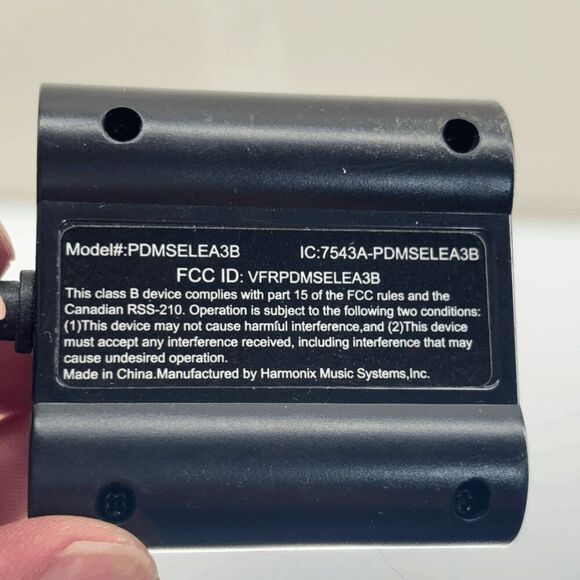 Model#:PDMSELEA3B IC:7543A-PDMSELEA3B
FCC ID: VFRPDMSELEA3B
This class B device complies with part 15 of the FCC rules and the
Canadian RSS-210. Operation is subject to the following two conditions:
(1)This device may not cause harmful interference,and (2)This device
must accept any interference received, including interference that may
cause undesired operation.
Made in China.Manufactured by Harmonix Music Systems,Inc.